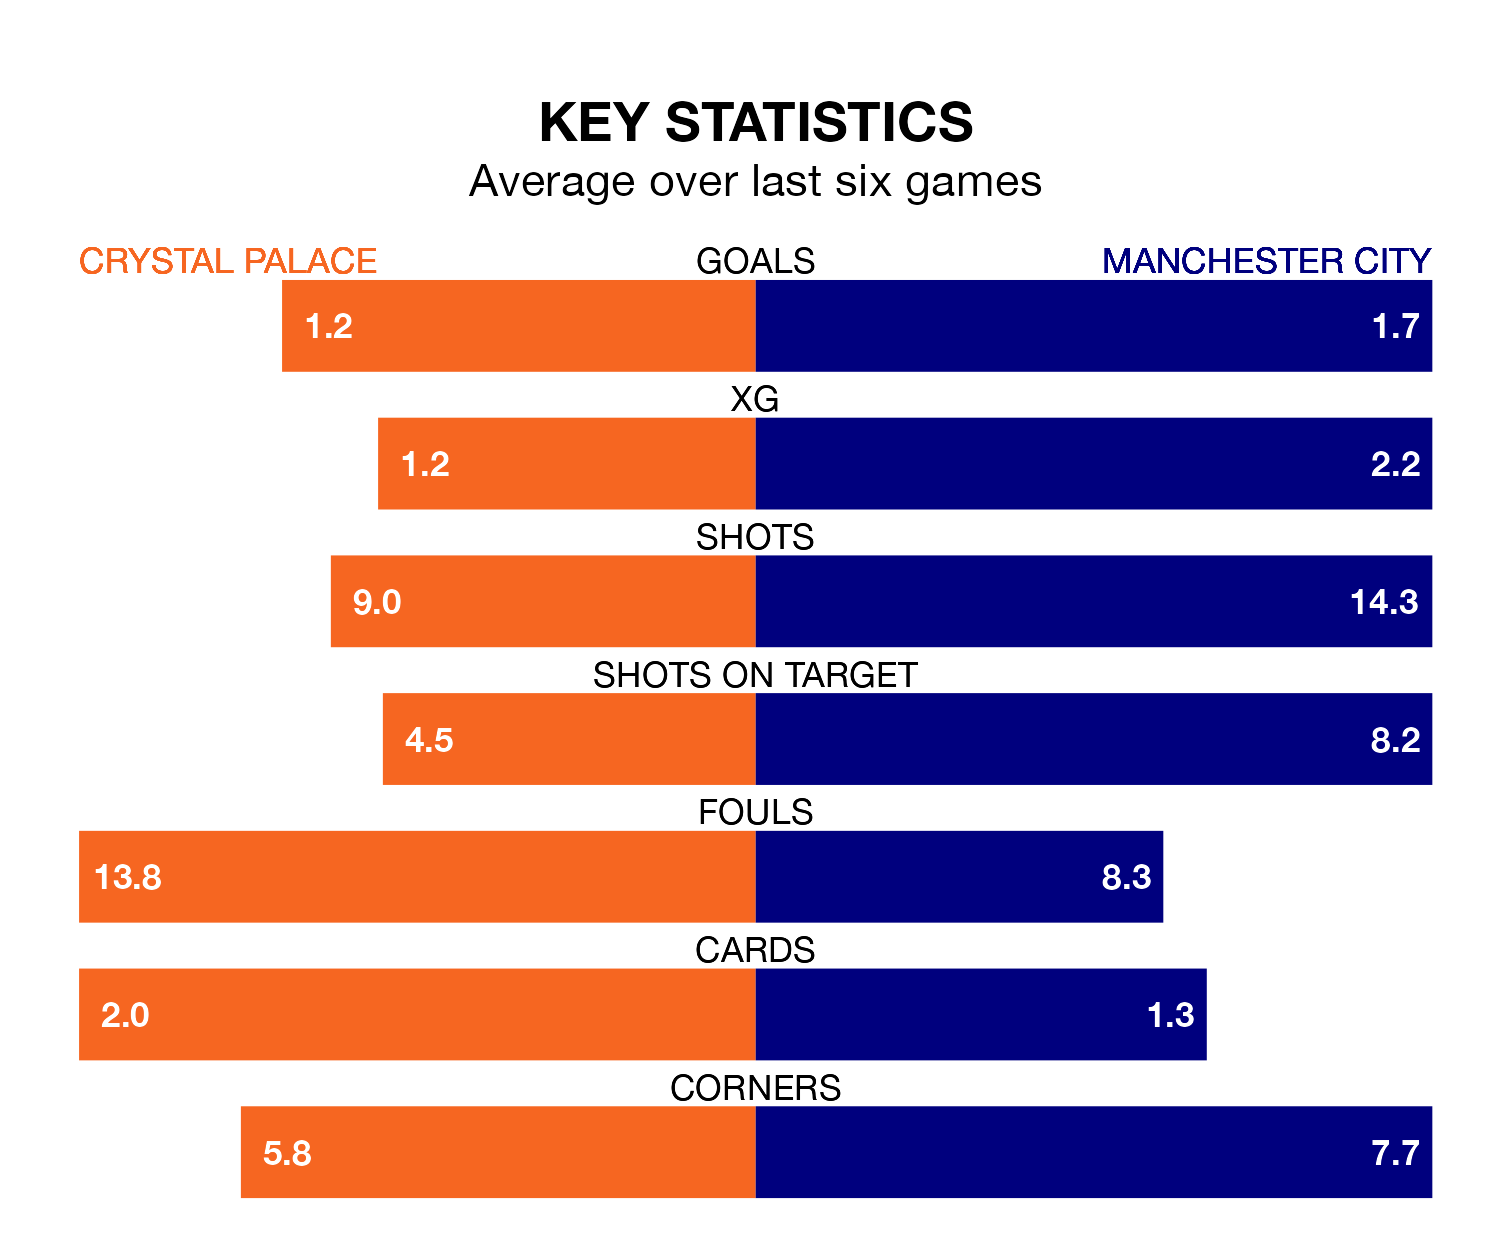 KEY STATISTICS
Average over last six games
CRYSTAL PALACE GOALS MANCHESTER CITY
1.2 1.7
XG
1.2 2.2
SHOTS
9.0 14.3
SHOTS ON TARGET
4.5 8.2
FOULS
13.8 8.3
CARDS
2.0 1.3
CORNERS
5.8 7.7